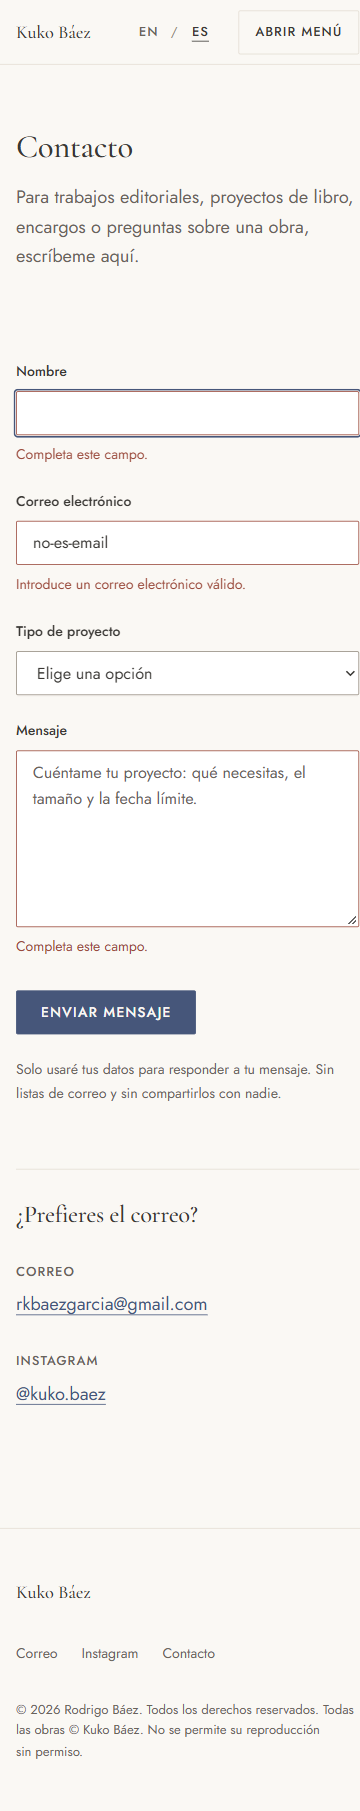 Kuko Báez
EN / ES
ABRIR MENÚ
Contacto
Para trabajos editoriales, proyectos de libro,
encargos o preguntas sobre una obra,
escríbeme aquí.
Nombre
Completa este campo.
Correo electrónico
no-es-email
Introduce un correo electrónico válido.
Tipo de proyecto
Elige una opción
Mensaje
Cuéntame tu proyecto: qué necesitas, el
tamaño y la fecha límite.
Completa este campo.
ENVIAR MENSAJE
Solo usaré tus datos para responder a tu mensaje. Sin
listas de correo y sin compartirlos con nadie.
¿Prefieres el correo?
CORREO
rkbaezgarcia@gmail.com
INSTAGRAM
@kuko.baez
Kuko Báez
Correo Instagram Contacto
© 2026 Rodrigo Báez. Todos los derechos reservados. Todas
las obras © Kuko Báez. No se permite su reproducción
sin permiso.